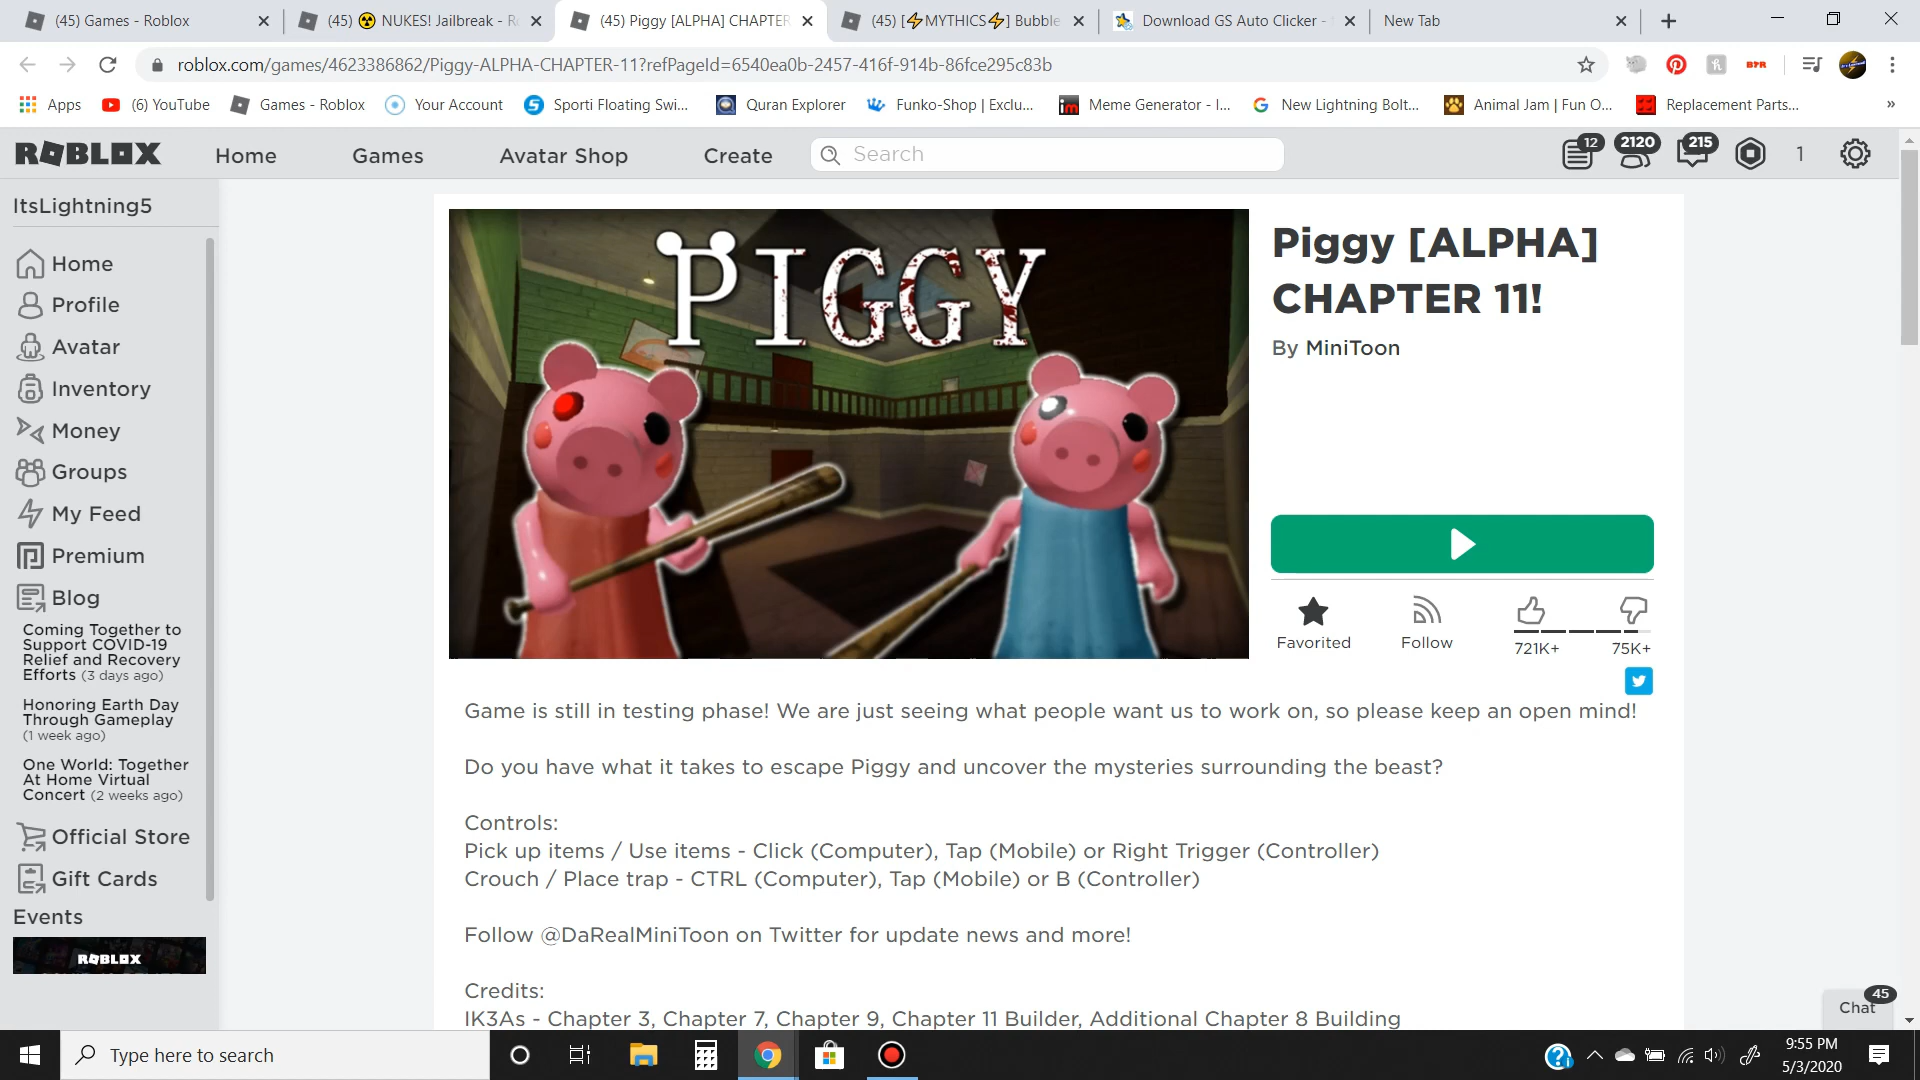 (45) Games - Roblox
(45) ☢ NUKES! Jailbreak - R
(45) Piggy [ALPHA] CHAPTER
(45) [⚡MYTHICS⚡] Bubble
Download GS Auto Clicker -
New Tab
roblox.com/games/4623386862/Piggy-ALPHA-CHAPTER-11?refPageId=6540ea0b-2457-416f-914b-86fce295c83b
BTR
Apps
(6) YouTube
Games - Roblox
Your Account
Sporti Floating Swi...
Quran Explorer
Funko-Shop | Exclu...
im
Meme Generator - I...
New Lightning Bolt...
Animal Jam | Fun O...
Replacement Parts...
»
ROBLOX
Home
Games
Avatar Shop
Create
Search
12
2120
215
1
ItsLightning5
Home
Profile
Avatar
Inventory
Money
Groups
My Feed
Premium
Blog
Coming Together to
Support COVID-19
Relief and Recovery
Efforts (3 days ago)
Honoring Earth Day
Through Gameplay
(1 week ago)
One World: Together
At Home Virtual
Concert (2 weeks ago)
Official Store
Gift Cards
Events
ROBLOX
PIGGY
Piggy [ALPHA]
CHAPTER 11!
By MiniToon
Favorited
Follow
721K+
75K+
Game is still in testing phase! We are just seeing what people want us to work on, so please keep an open mind!
Do you have what it takes to escape Piggy and uncover the mysteries surrounding the beast?
Controls:
Pick up items / Use items - Click (Computer), Tap (Mobile) or Right Trigger (Controller)
Crouch / Place trap - CTRL (Computer), Tap (Mobile) or B (Controller)
Follow @DaRealMiniToon on Twitter for update news and more!
Credits:
IK3As - Chapter 3, Chapter 7, Chapter 9, Chapter 11 Builder, Additional Chapter 8 Building
Chat
45
Type here to search
9:55 PM
5/3/2020